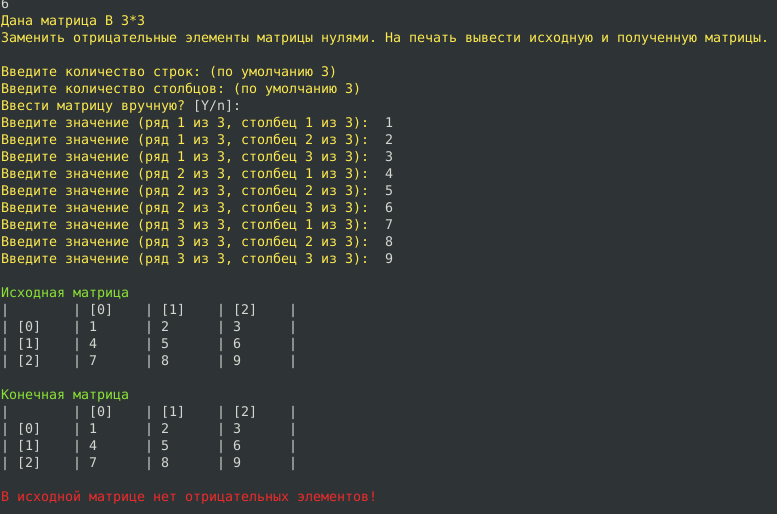 6
Дана матрица B 3*3
Заменить отрицательные элементы матрицы нулями. На печать вывести исходную и полученную матрицы.
Введите количество строк: (по умолчанию 3)
Введите количество столбцов: (по умолчанию 3)
Ввести матрицу вручную? [Y/n]:
Введите значение (ряд 1 из 3, столбец 1 из 3): 1
Введите значение (ряд 1 из 3, столбец 2 из 3): 2
Введите значение (ряд 1 из 3, столбец 3 из 3): 3
Введите значение (ряд 2 из 3, столбец 1 из 3): 4
Введите значение (ряд 2 из 3, столбец 2 из 3): 5
Введите значение (ряд 2 из 3, столбец 3 из 3): 6
Введите значение (ряд 3 из 3, столбец 1 из 3): 7
Введите значение (ряд 3 из 3, столбец 2 из 3): 8
Введите значение (ряд 3 из 3, столбец 3 из 3): 9
Исходная матрица
| | [0] | [1] | [2] |
| [0] | 1 | 2 | 3 |
| [1] | 4 | 5 | 6 |
| [2] | 7 | 8 | 9 |
Конечная матрица
| | [0] | [1] | [2] |
| [0] | 1 | 2 | 3 |
| [1] | 4 | 5 | 6 |
| [2] | 7 | 8 | 9 |
В исходной матрице нет отрицательных элементов!